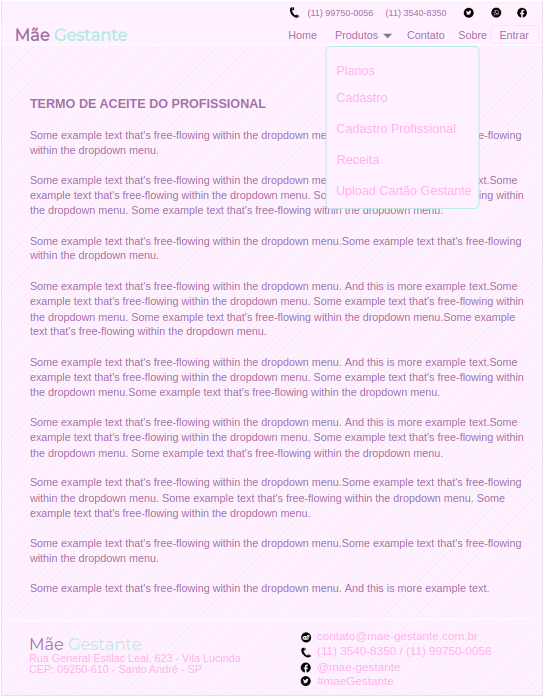 (11) 99750-0056 (11) 3540-8350
Mãe Gestante
Home Produtos Contato Sobre Entrar
Planos
Cadastro
Cadastro Profissional
Receita
Upload Cartão Gestante
TERMO DE ACEITE DO PROFISSIONAL
Some example text that's free-flowing within the dropdown
within the dropdown menu.
Some example text that's free-flowing within the dropdown
example text that's free-flowing within the dropdown menu. within
the dropdown menu. Some example text that's free-flowing within the dropdown menu.
Some example text that's free-flowing within the dropdown menu.Some example text that's free-flowing
within the dropdown menu.
Some example text that's free-flowing within the dropdown menu. And this is more example text.Some
example text that's free-flowing within the dropdown menu. Some example text that's free-flowing within
the dropdown menu. Some example text that's free-flowing within the dropdown menu.Some example
text that's free-flowing within the dropdown menu.
Some example text that's free-flowing within the dropdown menu. And this is more example text.Some
example text that's free-flowing within the dropdown menu. Some example text that's free-flowing within
the dropdown menu.Some example text that's free-flowing within the dropdown menu.
Some example text that's free-flowing within the dropdown menu. And this is more example text.Some
example text that's free-flowing within the dropdown menu. Some example text that's free-flowing within
the dropdown menu. Some example text that's free-flowing within the dropdown menu.
Some example text that's free-flowing within the dropdown menu.Some example text that's free-flowing
within the dropdown menu. Some example text that's free-flowing within the dropdown menu. Some
example text that's free-flowing within the dropdown menu.
Some example text that's free-flowing within the dropdown menu.Some example text that's free-flowing
within the dropdown menu.
Some example text that's free-flowing within the dropdown menu. And this is more example text.
Mãe Gestante
Rua General Estilac Leal, 623 - Vila Lucinda
CEP: 09250-610 - Santo André - SP
contato@mae-gestante.com.br
(11) 3540-8350 / (11) 99750-0056
@mae-gestante
#maeGestante